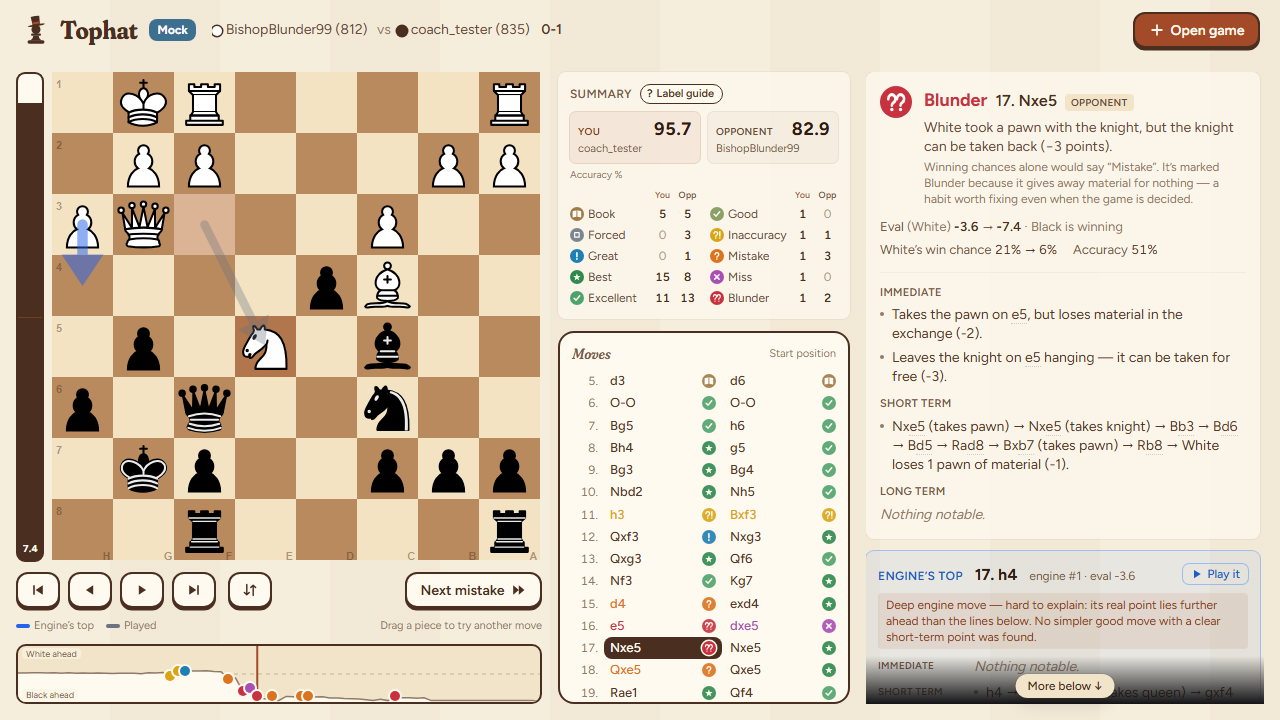 Tophat Mock BishopBlunder99 (812) vs coach_tester (835) 0-1
+ Open game
1
2
3
4
5
6
7
8
H G F E D C B A
7.4
Next mistake
Engine's top Played Drag a piece to try another move
White ahead
Black ahead
SUMMARY ? Label guide
YOU 95.7
coach_tester
OPPONENT 82.9
BishopBlunder99
Accuracy %
You Opp You Opp
Book 5 5 Good 1 0
Forced 0 3 Inaccuracy 1 1
Great 0 1 Mistake 1 3
Best 15 8 Miss 1 0
Excellent 11 13 Blunder 1 2
Moves Start position
5. d3 d6
6. O-O O-O
7. Bg5 h6
8. Bh4 g5
9. Bg3 Bg4
10. Nbd2 Nh5
11. h3 Bxf3
12. Qxf3 Nxg3
13. Qxg3 Qf6
14. Nf3 Kg7
15. d4 exd4
16. e5 dxe5
17. Nxe5 Nxe5
18. Qxe5 Qxe5
19. Rae1 Qf4
Blunder 17. Nxe5 OPPONENT
White took a pawn with the knight, but the knight
can be taken back (−3 points).
Winning chances alone would say “Mistake”. It's marked
Blunder because it gives away material for nothing — a
habit worth fixing even when the game is decided.
Eval (White) -3.6 → -7.4 · Black is winning
White's win chance 21% → 6% Accuracy 51%
IMMEDIATE
• Takes the pawn on e5, but loses material in the
exchange (-2).
• Leaves the knight on e5 hanging — it can be taken for
free (-3).
SHORT TERM
• Nxe5 (takes pawn) → Nxe5 (takes knight) → Bb3 → Bd6
→ Bd5 → Rad8 → Bxb7 (takes pawn) → Rb8 → White
loses 1 pawn of material (-1).
LONG TERM
Nothing notable.
ENGINE'S TOP 17. h4 engine #1 · eval -3.6 Play it
Deep engine move — hard to explain: its real point lies further
ahead than the lines below. No simpler good move with a clear
short-term point was found.
IMMEDIATE Nothing notable.
SHORT TERM • h4 → akes queen) → gxf4
More below ↓